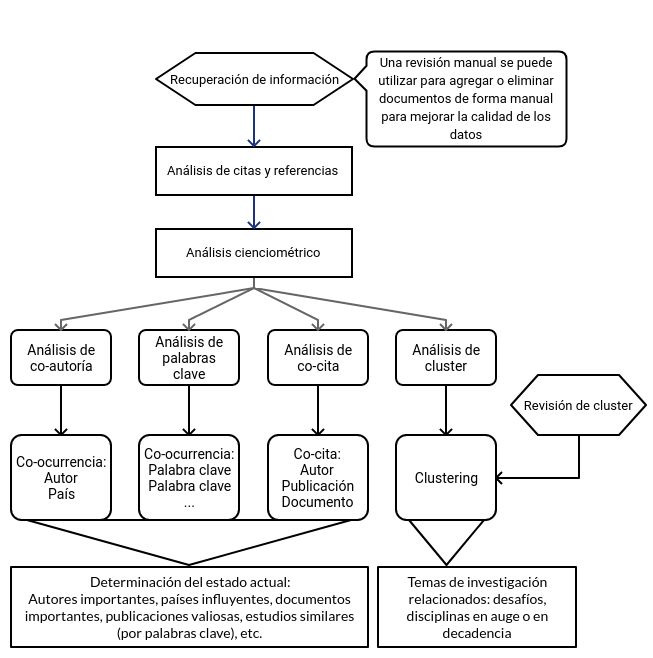 Recuperación de información
Una revisión manual se puede
utilizar para agregar o eliminar
documentos de forma manual
para mejorar la calidad de los
datos
Análisis de citas y referencias
Análisis cienciométrico
Análisis de
co-autoría
Análisis de
palabras
clave
Análisis de
co-cita
Análisis de
cluster
Revisión de cluster
Co-ocurrencia:
Autor
País
Co-ocurrencia:
Palabra clave
Palabra clave
...
Co-cita:
Autor
Publicación
Documento
Clustering
Determinación del estado actual:
Autores importantes, países influyentes, documentos
importantes, publicaciones valiosas, estudios similares
(por palabras clave), etc.
Temas de investigación
relacionados: desafíos,
disciplinas en auge o en
decadencia